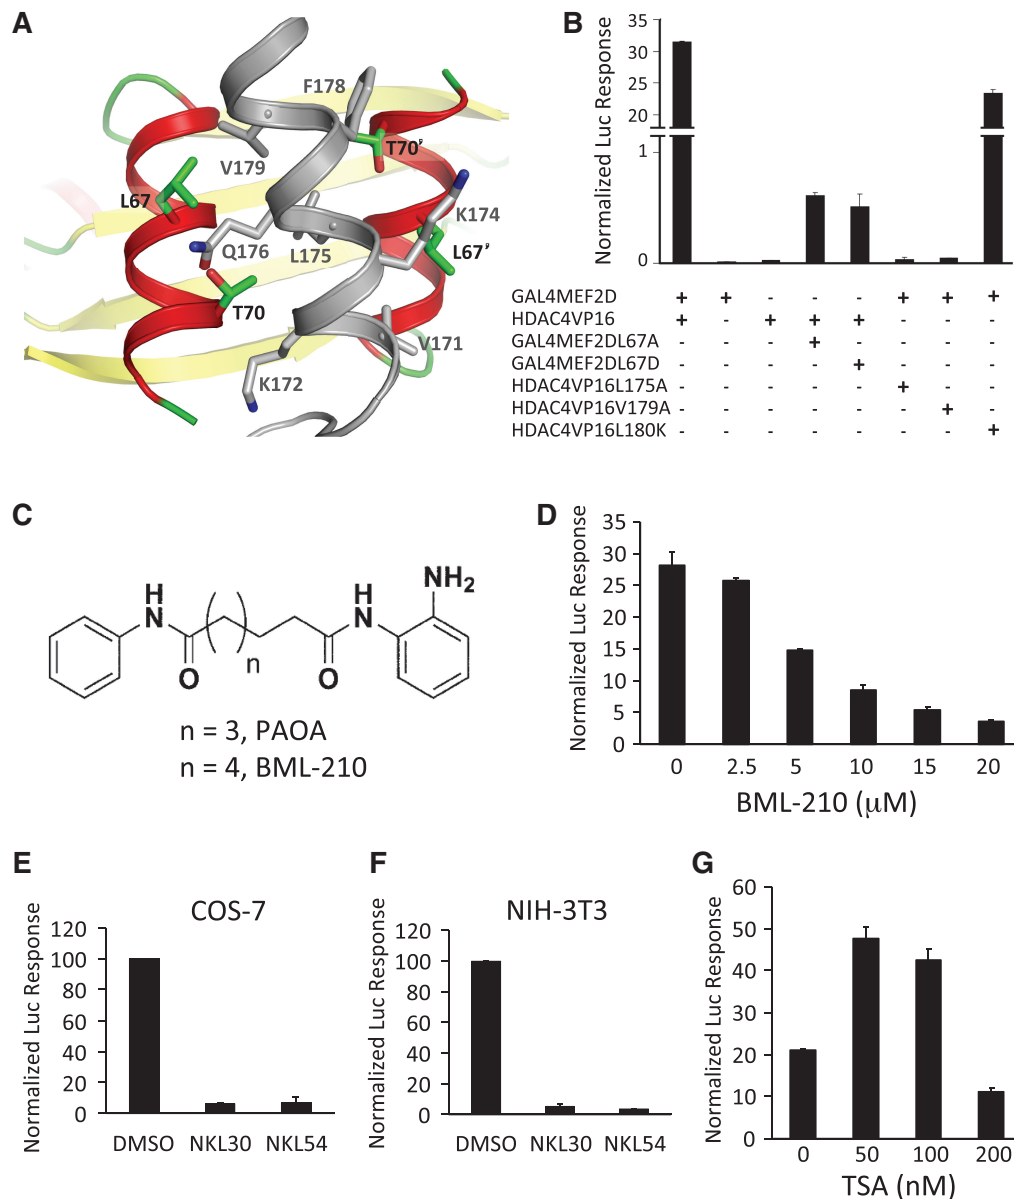 A
F178
T70'
V179
L67
K174
Q176
L175
L67'
T70
V171
K172
B
Normalized Luc Response
35
30
25
20
1
0
GAL4MEF2D + + - - - + + +
HDAC4VP16 + - + + + - - -
GAL4MEF2DL67A - - - + - - - -
GAL4MEF2DL67D - - - - + - - -
HDAC4VP16L175A - - - - - + - -
HDAC4VP16V179A - - - - - - + -
HDAC4VP16L180K - - - - - - - +
C
H
N
O
n
O
H
N
NH2
n = 3, PAOA
n = 4, BML-210
D
Normalized Luc Response
35
30
25
20
15
10
5
0
0 2.5 5 10 15 20
BML-210 (μM)
E
COS-7
Normalized Luc Response
120
100
80
60
40
20
0
DMSO NKL30 NKL54
F
NIH-3T3
Normalized Luc Response
120
100
80
60
40
20
0
DMSO NKL30 NKL54
G
Normalized Luc Response
60
50
40
30
20
10
0
0 50 100 200
TSA (nM)